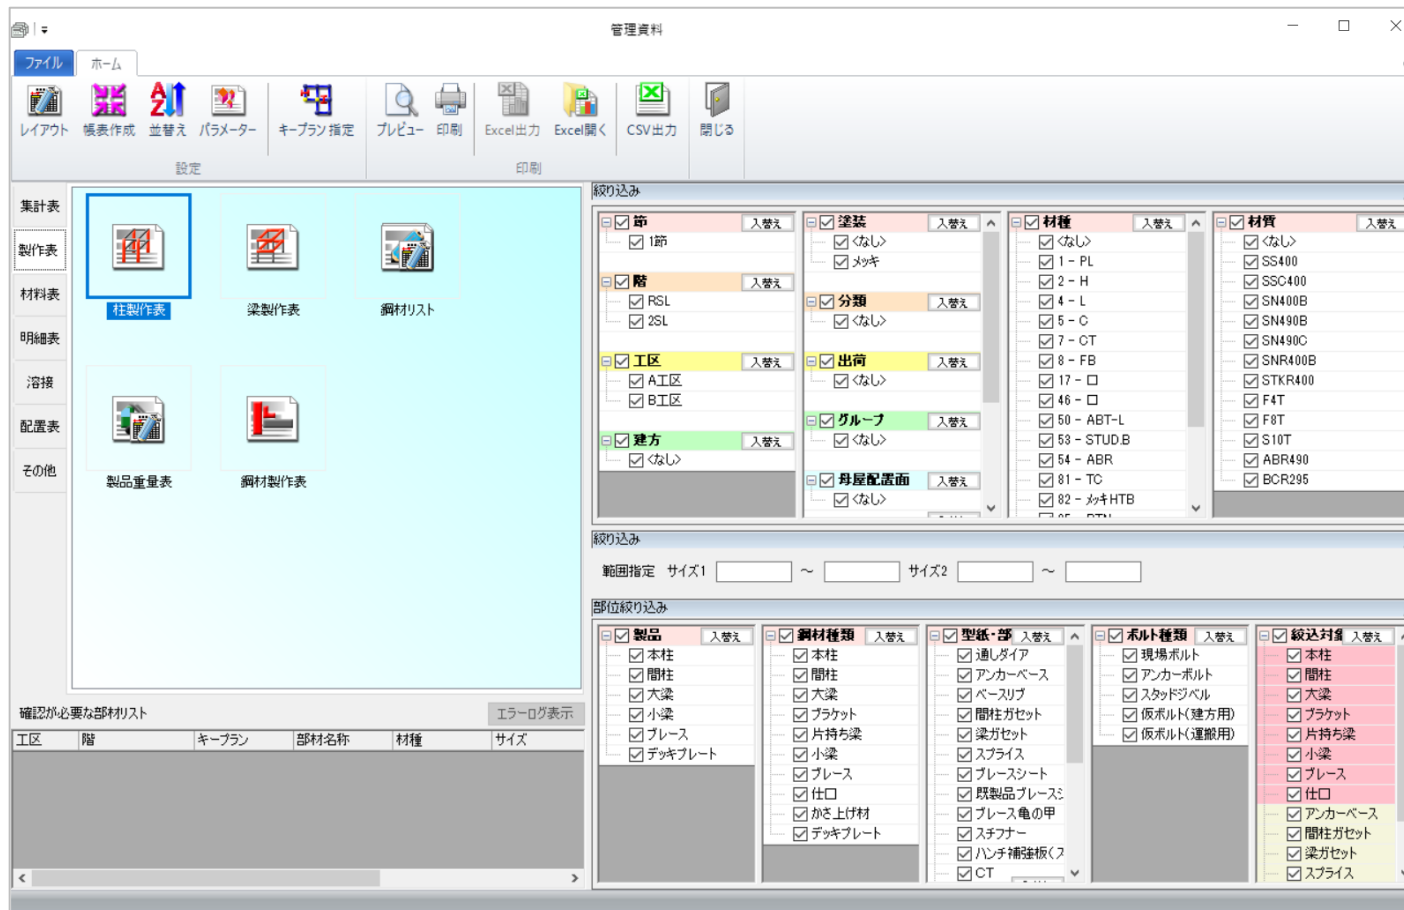 管理資料
ファイル ホーム
レイアウト 帳表作成 並替え パラメーター キープラン指定 プレビュー 印刷 Excel出力 Excel開く CSV出力 閉じる
設定 印刷
集計表
製作表
材料表
明細表
溶接
配置表
その他
柱製作表 梁製作表 鋼材リスト
製品重量表 鋼材製作表
確認が必要な部材リスト エラーログ表示
工区 階 キープラン 部材名称 材種 サイズ
絞り込み
節 入替え
1節
階 入替え
RSL
2SL
工区 入替え
A工区
B工区
建方 入替え
<なし>
塗装 入替え
<なし>
メッキ
分類 入替え
<なし>
出荷 入替え
<なし>
グループ 入替え
<なし>
母屋配置面 入替え
<なし>
材種 入替え
<なし>
1 - PL
2 - H
4 - L
5 - C
7 - CT
8 - FB
17 - ロ
46 - ロ
50 - ABT-L
53 - STUD.B
54 - ABR
81 - TC
82 - メッキHTB
材質 入替え
<なし>
SS400
SSC400
SN400B
SN490B
SN490C
SNR400B
STKR400
F4T
F8T
S10T
ABR490
BCR295
絞り込み
範囲指定 サイズ1 ～ サイズ2 ～
部位絞り込み
製品 入替え
本柱
間柱
大梁
小梁
ブレース
デッキプレート
鋼材種類 入替え
本柱
間柱
大梁
ブラケット
片持ち梁
小梁
ブレース
仕口
かさ上げ材
デッキプレート
型紙・部 入替え
通しダイア
アンカーベース
ベースリブ
間柱ガセット
梁ガセット
スプライス
ブレースシート
既製品ブレース
ブレース亀の甲
スチフナー
ハンチ補強板(ス
CT
ボルト種類 入替え
現場ボルト
アンカーボルト
スタッドジベル
仮ボルト(建方用)
仮ボルト(運搬用)
絞込対象 入替え
本柱
間柱
大梁
ブラケット
片持ち梁
小梁
ブレース
仕口
アンカーベース
間柱ガセット
梁ガセット
スプライス